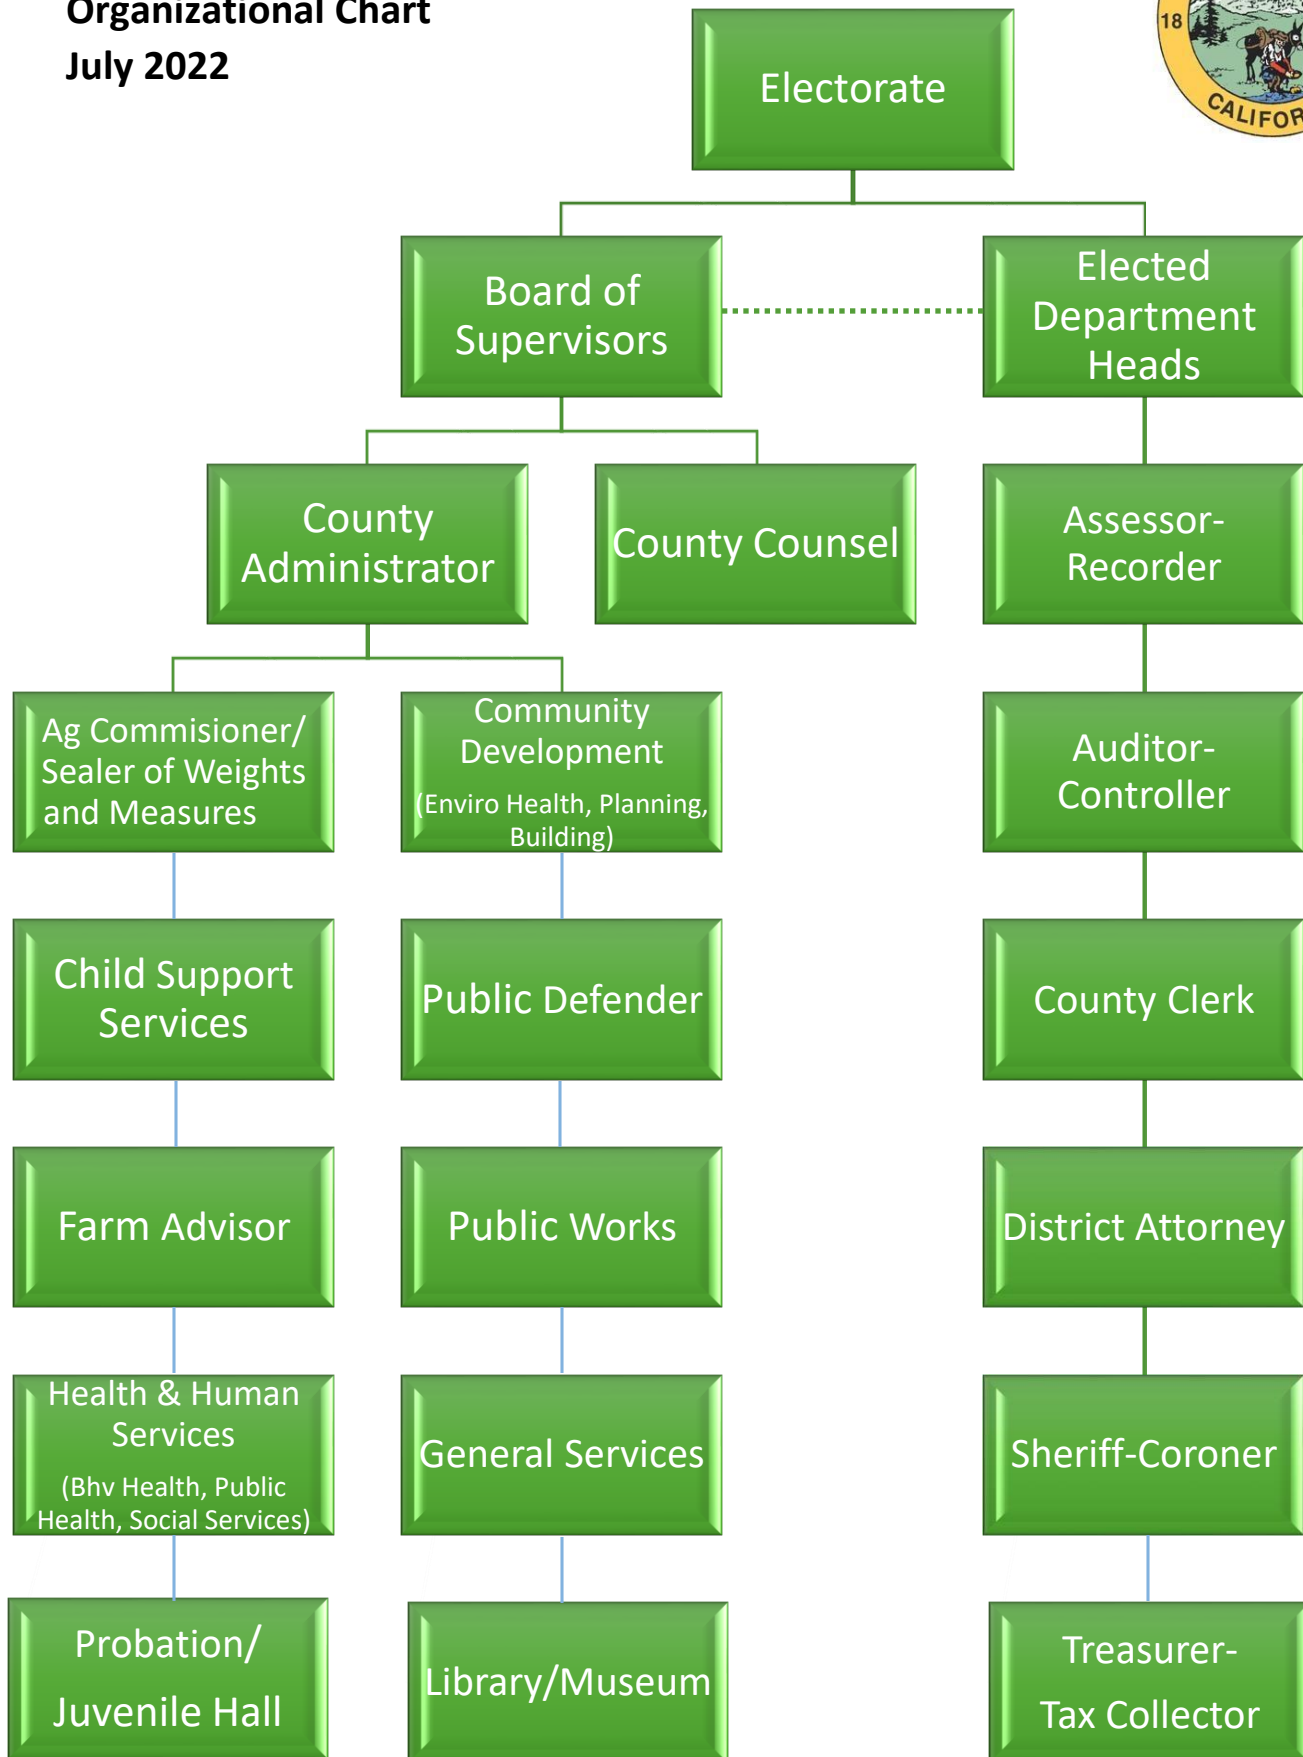 Organizational Chart
July 2022
18
CALIFOR
Electorate
Board of
Supervisors
Elected
Department
Heads
County
Administrator
County Counsel
Assessor-
Recorder
Ag Commisioner/
Sealer of Weights
and Measures
Community
Development
(Enviro Health, Planning,
Building)
Auditor-
Controller
Child Support
Services
Public Defender
County Clerk
Farm Advisor
Public Works
District Attorney
Health & Human
Services
(Bhv Health, Public
Health, Social Services)
General Services
Sheriff-Coroner
Probation/
Juvenile Hall
Library/Museum
Treasurer-
Tax Collector